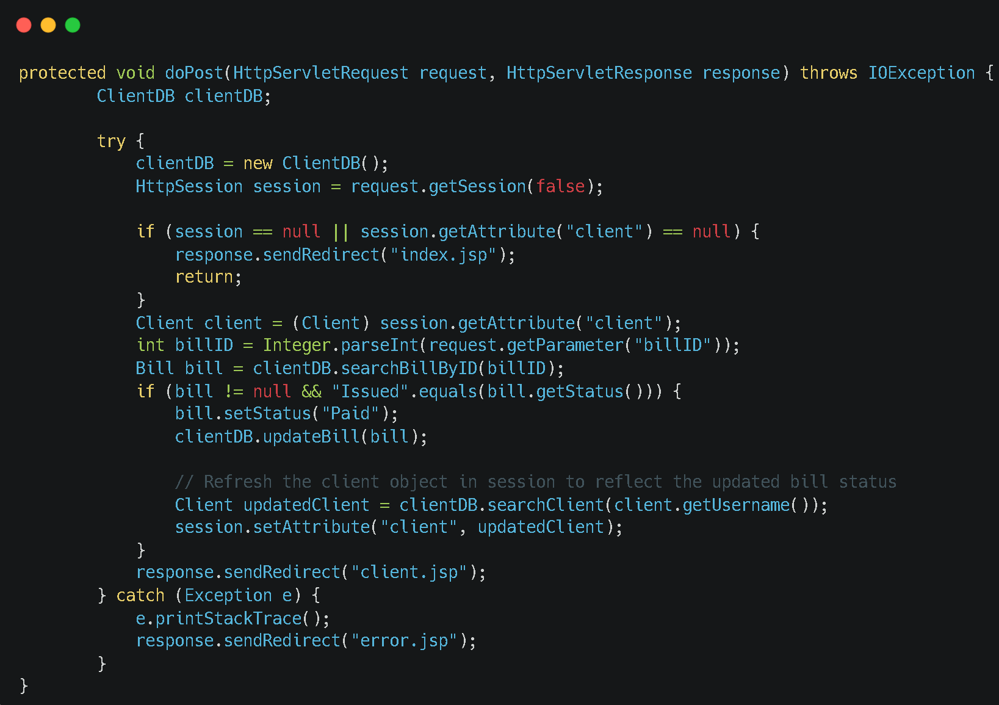 protected void doPost(HttpServletRequest request, HttpServletResponse response) throws IOException {
        ClientDB clientDB;

        try {
            clientDB = new ClientDB();
            HttpSession session = request.getSession(false);

            if (session == null || session.getAttribute("client") == null) {
                response.sendRedirect("index.jsp");
                return;
            }
            Client client = (Client) session.getAttribute("client");
            int billID = Integer.parseInt(request.getParameter("billID"));
            Bill bill = clientDB.searchBillByID(billID);
            if (bill != null && "Issued".equals(bill.getStatus())) {
                bill.setStatus("Paid");
                clientDB.updateBill(bill);

                // Refresh the client object in session to reflect the updated bill status
                Client updatedClient = clientDB.searchClient(client.getUsername());
                session.setAttribute("client", updatedClient);
            }
            response.sendRedirect("client.jsp");
        } catch (Exception e) {
            e.printStackTrace();
            response.sendRedirect("error.jsp");
        }
}